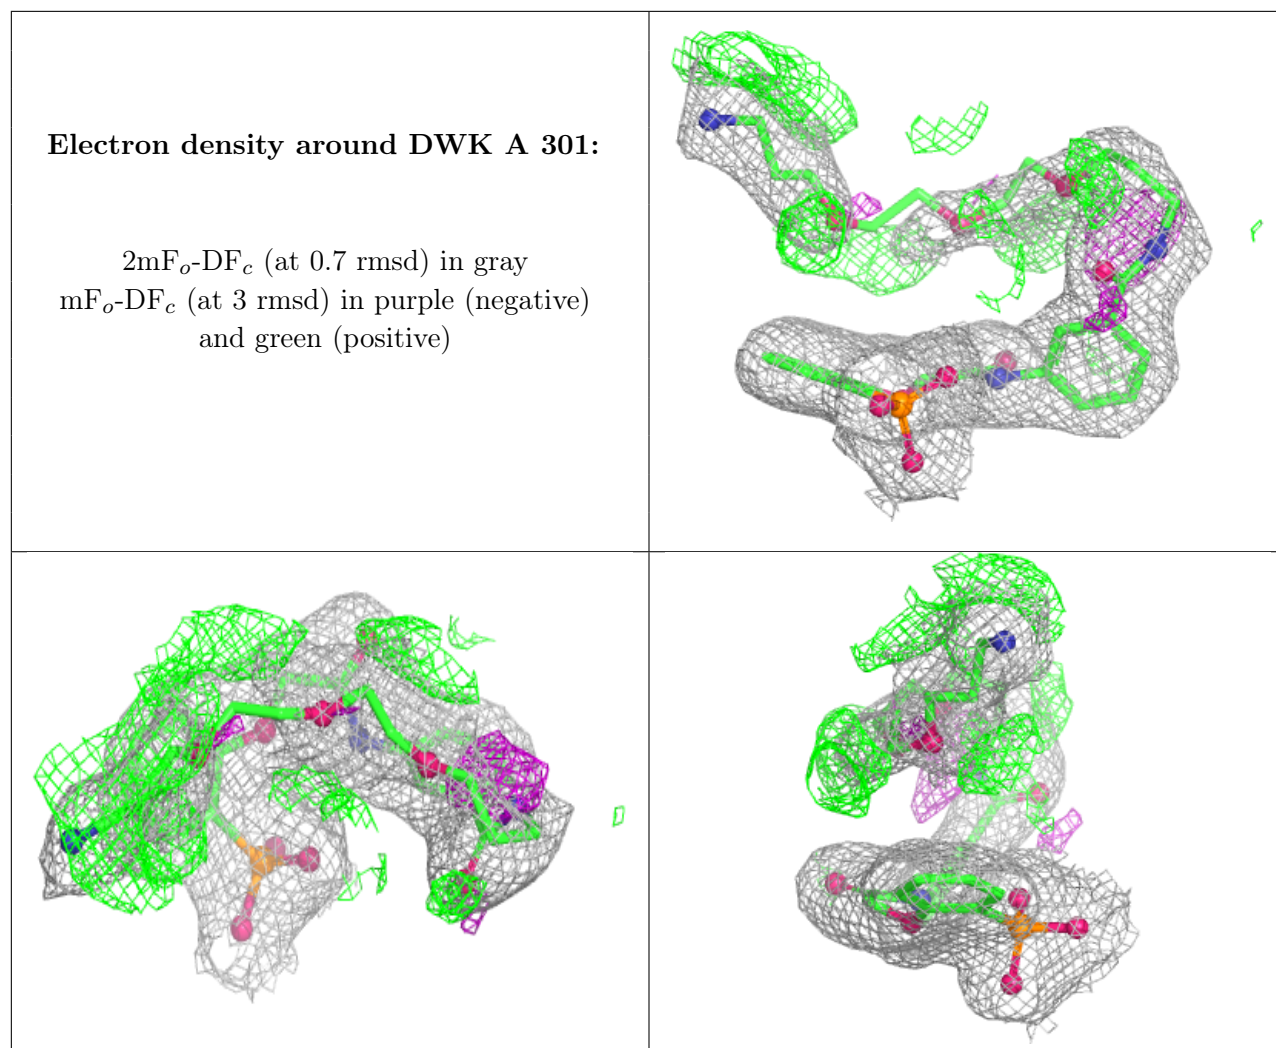 Electron density around DWK A 301:
2mFₒ-DF𝒸 (at 0.7 rmsd) in gray
mFₒ-DF𝒸 (at 3 rmsd) in purple (negative)
and green (positive)